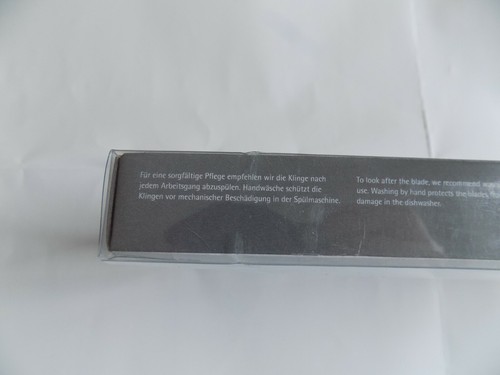 Für eine sorgfältige Pflege empfehlen wir die Klinge nach
jedem Arbeitsgang abzuspülen. Handwäsche schützt die
Klingen vor mechanischer Beschädigung in der Spülmaschine.
To look after the blade, we recommend
use. Washing by hand protects the blades
damage in the dishwasher.